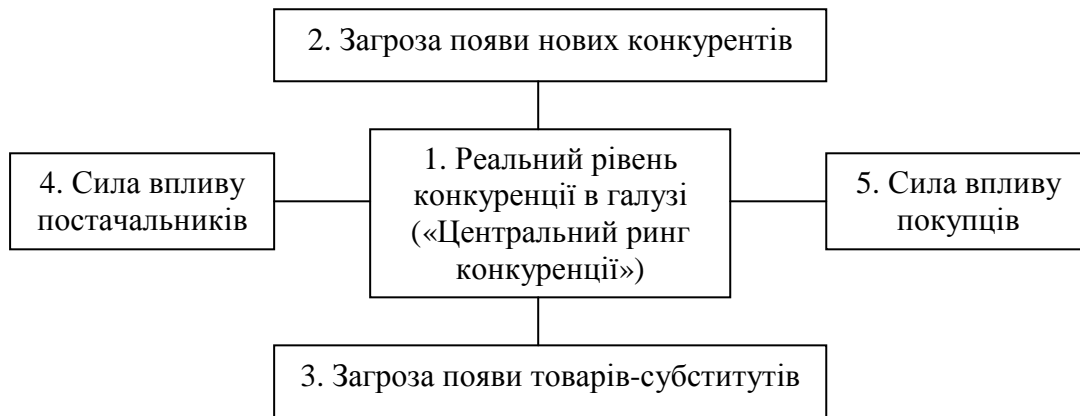 2. Загроза появи нових конкурентів
4. Сила впливу
постачальників
1. Реальний рівень
конкуренції в галузі
(«Центральний ринг
конкуренції»)
5. Сила впливу
покупців
3. Загроза появи товарів-субститутів